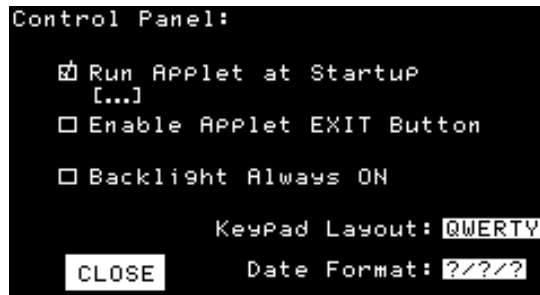 Control Panel:
Run Applet at Startup
[...]
Enable Applet EXIT Button
Backlight Always ON
Keypad Layout: QWERTY
CLOSE Date Format: ?/?/?